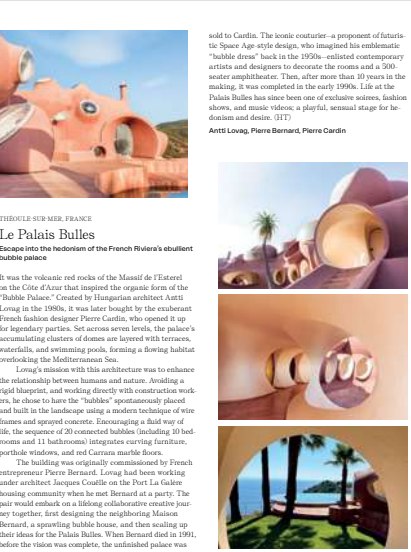 THÉOULE-SUR-MER, FRANCE
Le Palais Bulles
Escape into the hedonism of the French Riviera's ebullient
bubble palace
It was the volcanic red rocks of the Massif de l'Esterel
on the Côte d'Azur that inspired the organic form of the
"Bubble Palace." Created by Hungarian architect Antti
Lovag in the 1980s, it was later bought by the exuberant
French fashion designer Pierre Cardin, who opened it up
for legendary parties. Set across seven levels, the palace's
accumulating clusters of domes are layered with terraces,
waterfalls, and swimming pools, forming a flowing habitat
overlooking the Mediterranean Sea.
Lovag's mission with this architecture was to enhance
the relationship between humans and nature. Avoiding a
rigid blueprint, and working directly with construction work-
ers, he chose to have the "bubbles" spontaneously placed
and built in the landscape using a modern technique of wire
frames and sprayed concrete. Encouraging a fluid way of
life, the sequence of 20 connected bubbles (including 10 bed-
rooms and 11 bathrooms) integrates curving furniture,
porthole windows, and red Carrara marble floors.
The building was originally commissioned by French
entrepreneur Pierre Bernard. Lovag had been working
under architect Jacques Couëlle on the Port La Galère
housing community when he met Bernard at a party. The
pair would embark on a lifelong collaborative creative jour-
ney together, first designing the neighboring Maison
Bernard, a sprawling bubble house, and then scaling up
their ideas for the Palais Bulles. When Bernard died in 1991,
before the vision was complete, the unfinished palace was
sold to Cardin. The iconic couturier—a proponent of futuris-
tic Space Age-style design, who imagined his emblematic
"bubble dress" back in the 1950s—enlisted contemporary
artists and designers to decorate the rooms and a 500-
seater amphitheater. Then, after more than 10 years in the
making, it was completed in the early 1990s. Life at the
Palais Bulles has since been one of exclusive soirees, fashion
shows, and music videos; a playful, sensual stage for he-
donism and desire. (HT)
Antti Lovag, Pierre Bernard, Pierre Cardin